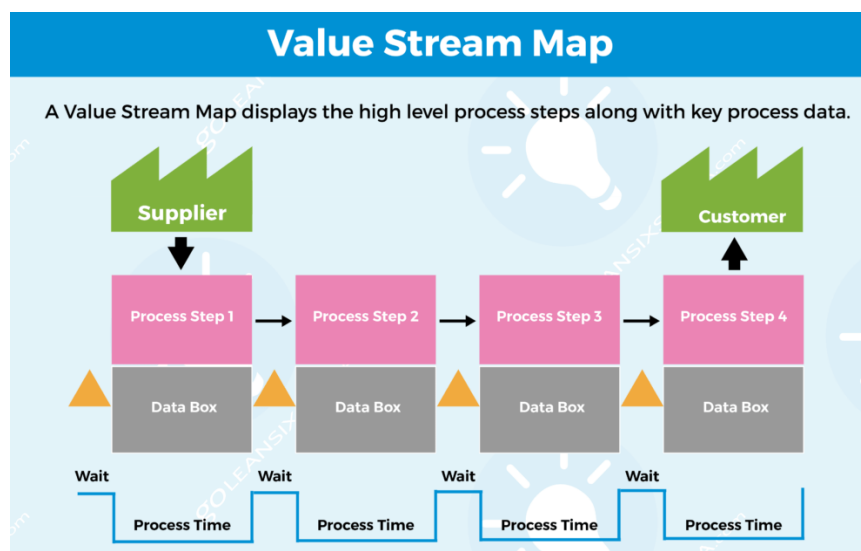 Value Stream Map
A Value Stream Map displays the high level process steps along with key process data.
Supplier
Customer
Process Step 1
Process Step 2
Process Step 3
Process Step 4
Data Box
Data Box
Data Box
Data Box
Wait
Wait
Wait
Wait
Process Time
Process Time
Process Time
Process Time